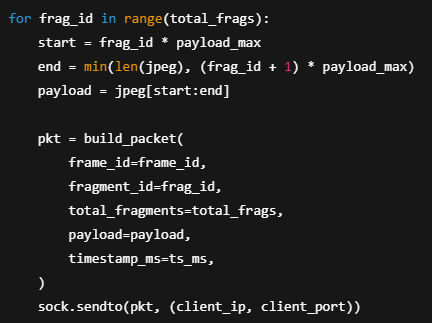 for frag_id in range(total_frags):
    start = frag_id * payload_max
    end = min(len(jpeg), (frag_id + 1) * payload_max)
    payload = jpeg[start:end]

    pkt = build_packet(
        frame_id=frame_id,
        fragment_id=frag_id,
        total_fragments=total_frags,
        payload=payload,
        timestamp_ms=ts_ms,
    )
    sock.sendto(pkt, (client_ip, client_port))